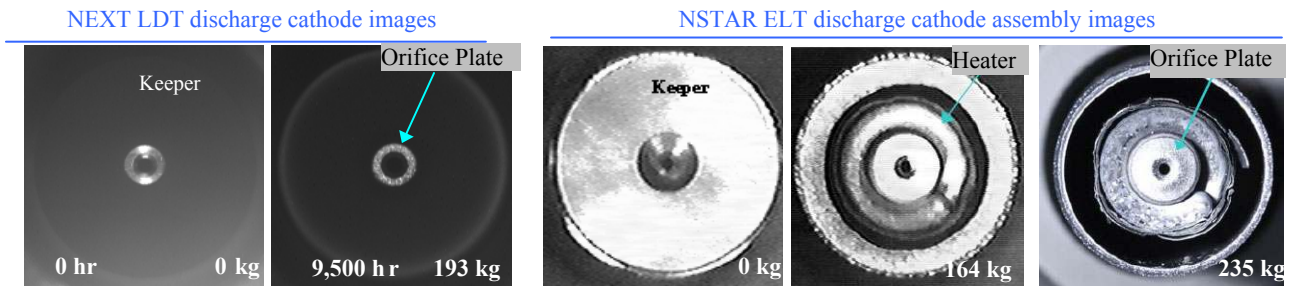 NEXT LDT discharge cathode images
NSTAR ELT discharge cathode assembly images
Keeper
Orifice Plate
Keeper
Heater
Orifice Plate
0 hr 0 kg
9,500 hr 193 kg
0 kg
164 kg
235 kg